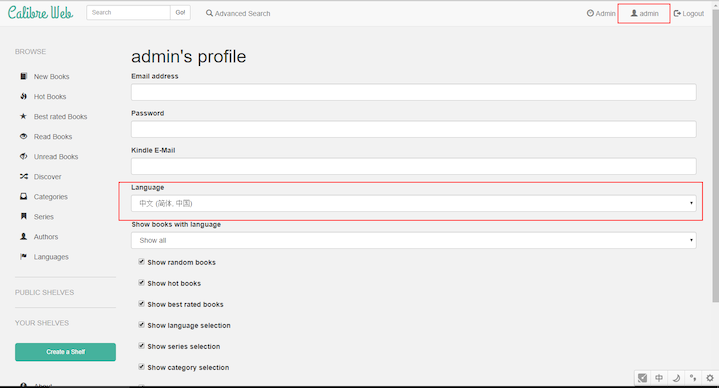 Calibre Web
Search
Go!
Advanced Search
Admin
admin
Logout
BROWSE
New Books
Hot Books
Best rated Books
Read Books
Unread Books
Discover
Categories
Series
Authors
Languages
PUBLIC SHELVES
YOUR SHELVES
Create a Shelf
About
admin's profile
Email address
Password
Kindle E-Mail
Language
中文 (简体, 中国)
Show books with language
Show all
Show random books
Show hot books
Show best rated books
Show language selection
Show series selection
Show category selection
中